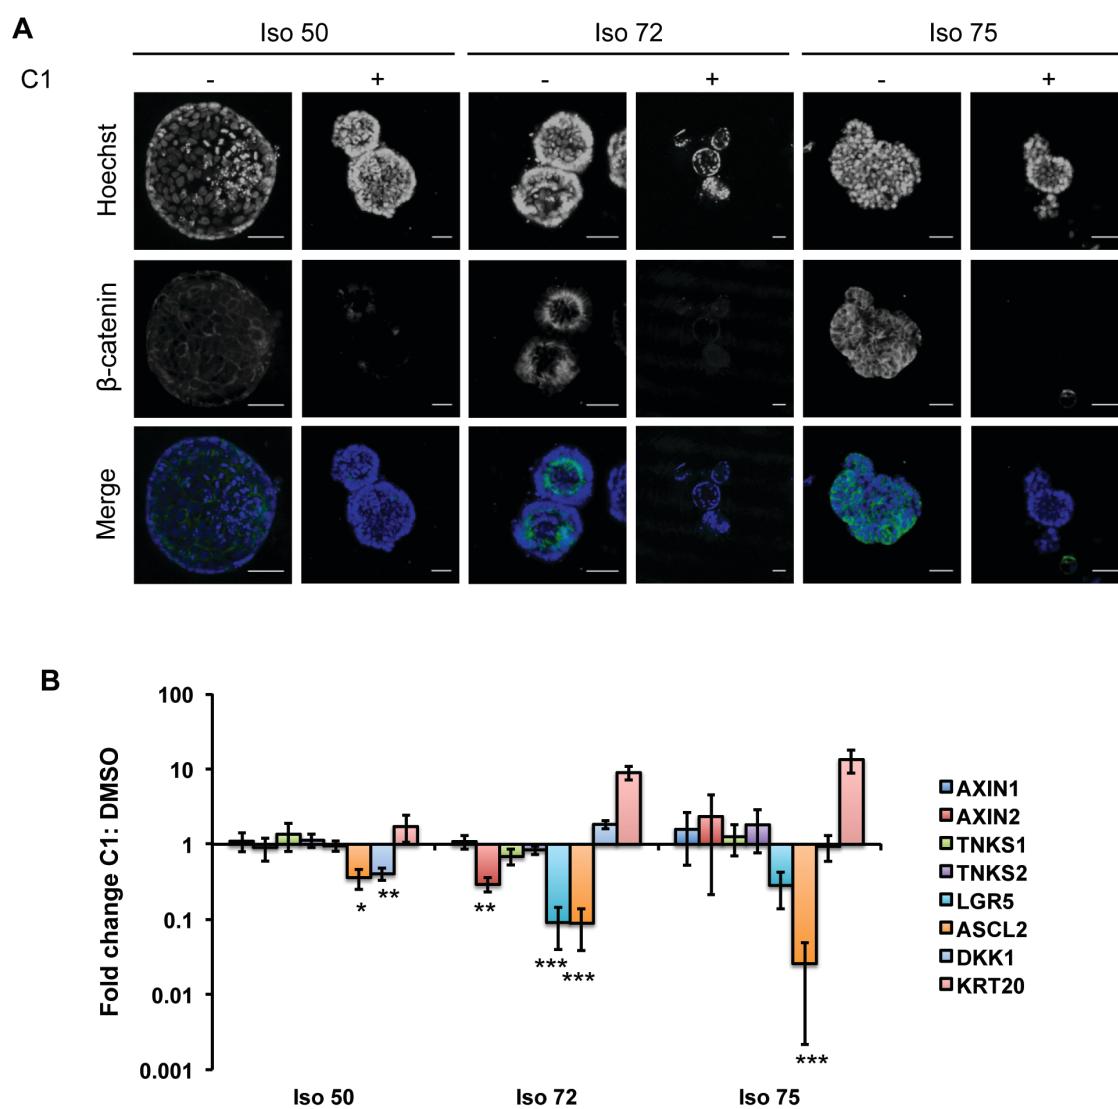 A
Iso 50 Iso 72 Iso 75
C1 - + - + - +
Hoechst
β-catenin
Merge
B
Fold change C1: DMSO
100
10
1
0.1
0.01
0.001
* ** ** *** *** ***
Iso 50 Iso 72 Iso 75
AXIN1
AXIN2
TNKS1
TNKS2
LGR5
ASCL2
DKK1
KRT20